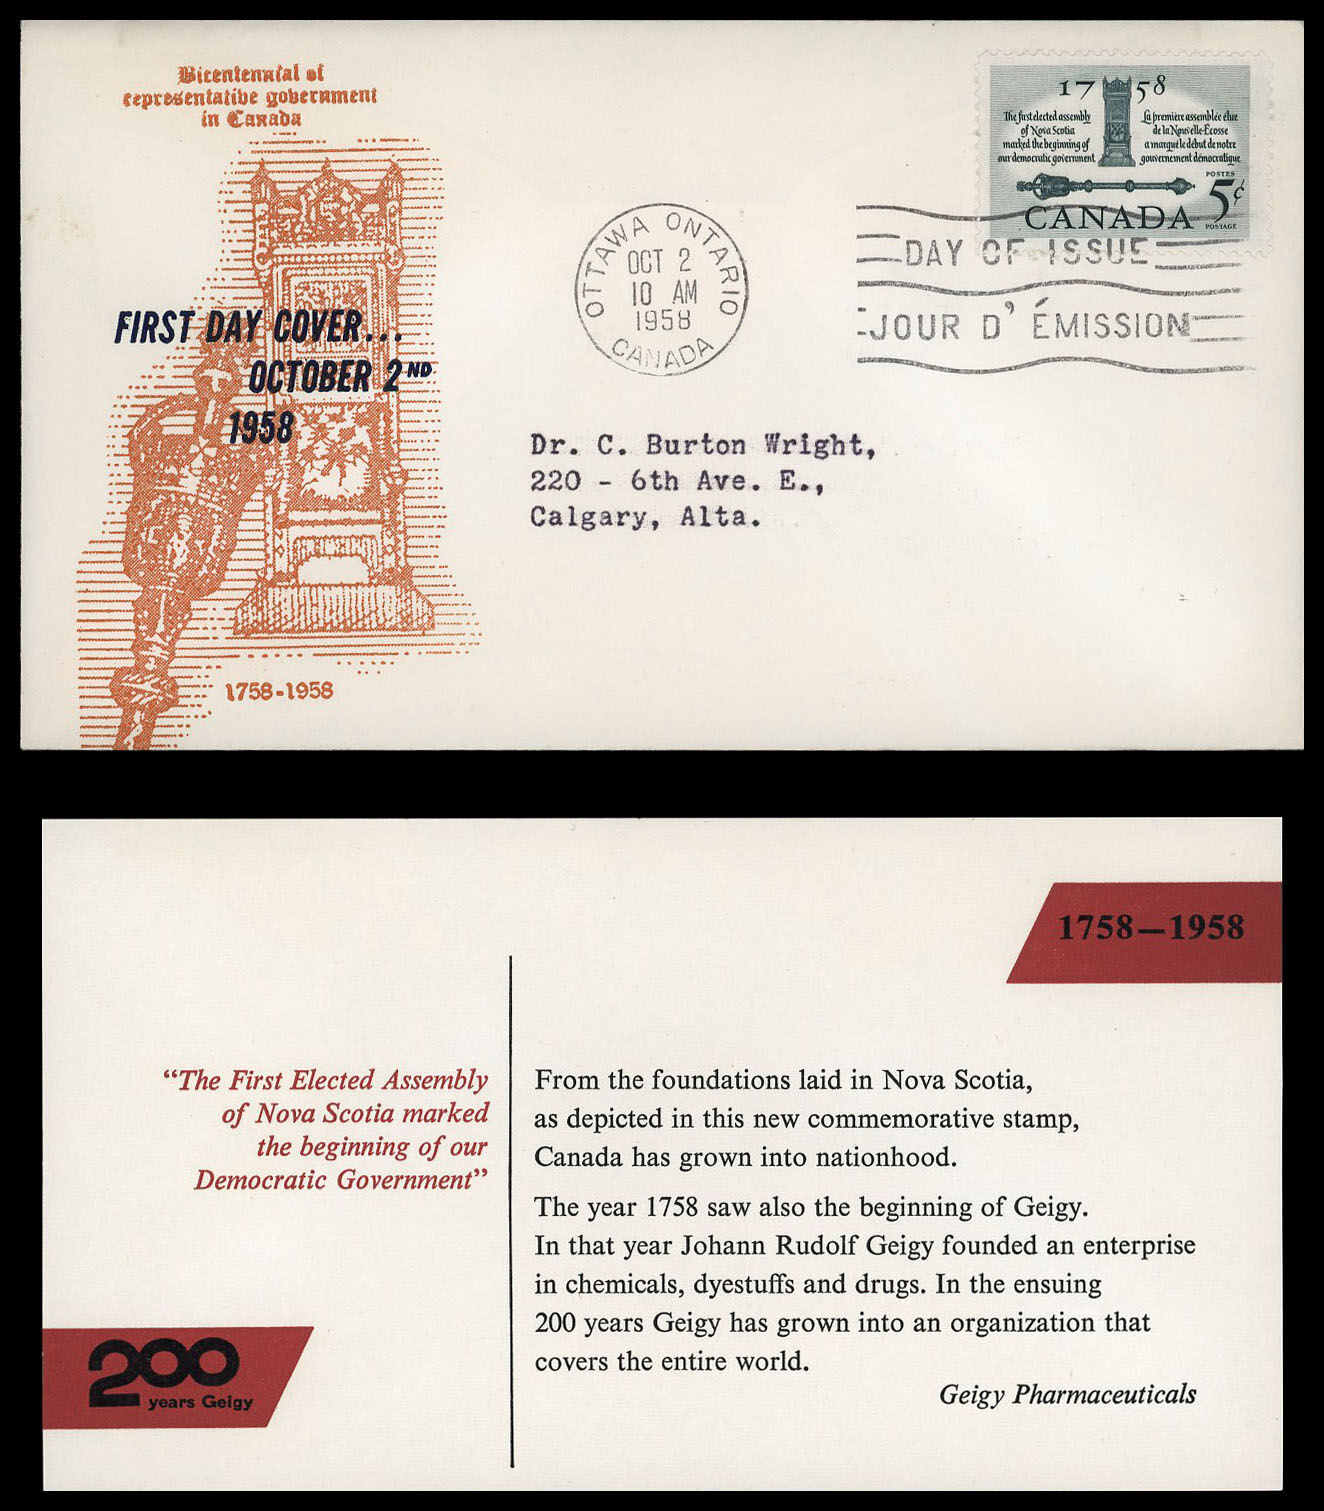 Bicentennial of
representative government
in Canada
FIRST DAY COVER...
OCTOBER 2ND
1958
1758-1958
OTTAWA ONTARIO
OCT 2
10 AM
1958
CANADA
1758
The first elected assembly
of Nova Scotia
marked the beginning of
our democratic government
La première assemblée élue
de la Nouvelle-Écosse
a marqué le début de notre
gouvernement démocratique
POSTES
5¢
POSTAGE
CANADA
DAY OF ISSUE
JOUR D'ÉMISSION
Dr. C. Burton Wright,
220 - 6th Ave. E.,
Calgary, Alta.
1758—1958
"The First Elected Assembly
of Nova Scotia marked
the beginning of our
Democratic Government"
From the foundations laid in Nova Scotia,
as depicted in this new commemorative stamp,
Canada has grown into nationhood.
The year 1758 saw also the beginning of Geigy.
In that year Johann Rudolf Geigy founded an enterprise
in chemicals, dyestuffs and drugs. In the ensuing
200 years Geigy has grown into an organization that
covers the entire world.
Geigy Pharmaceuticals
200
years Geigy